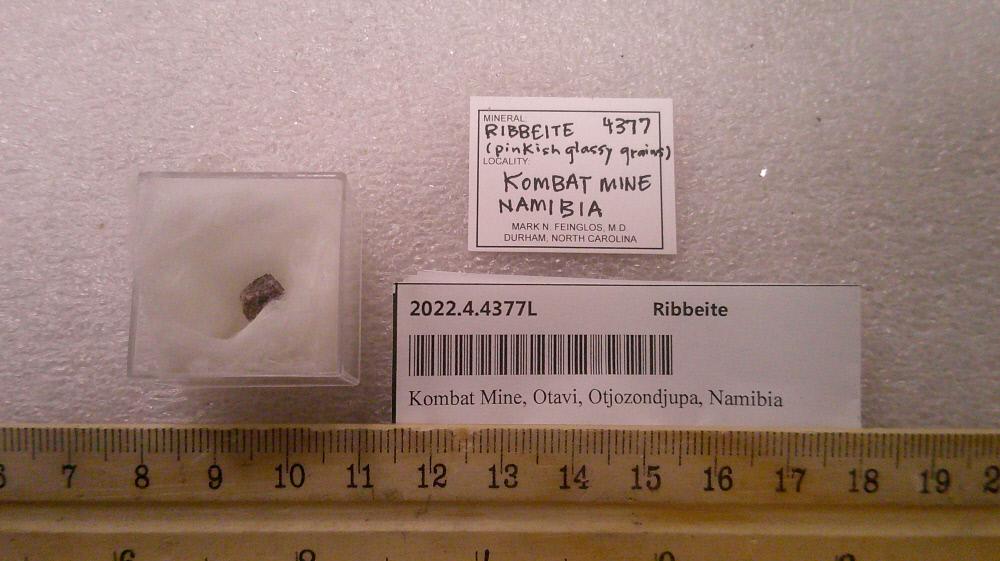 MINERAL:
RIBBEITE 4377
(pinkish glassy grains)
LOCALITY:
KOMBAT MINE
NAMIBIA
MARK N. FEINGLOS, M.D.
DURHAM, NORTH CAROLINA
2022.4.4377L Ribbeite
Kombat Mine, Otavi, Otjozondjupa, Namibia
7 8 9 10 11 12 13 14 15 16 17 18 19